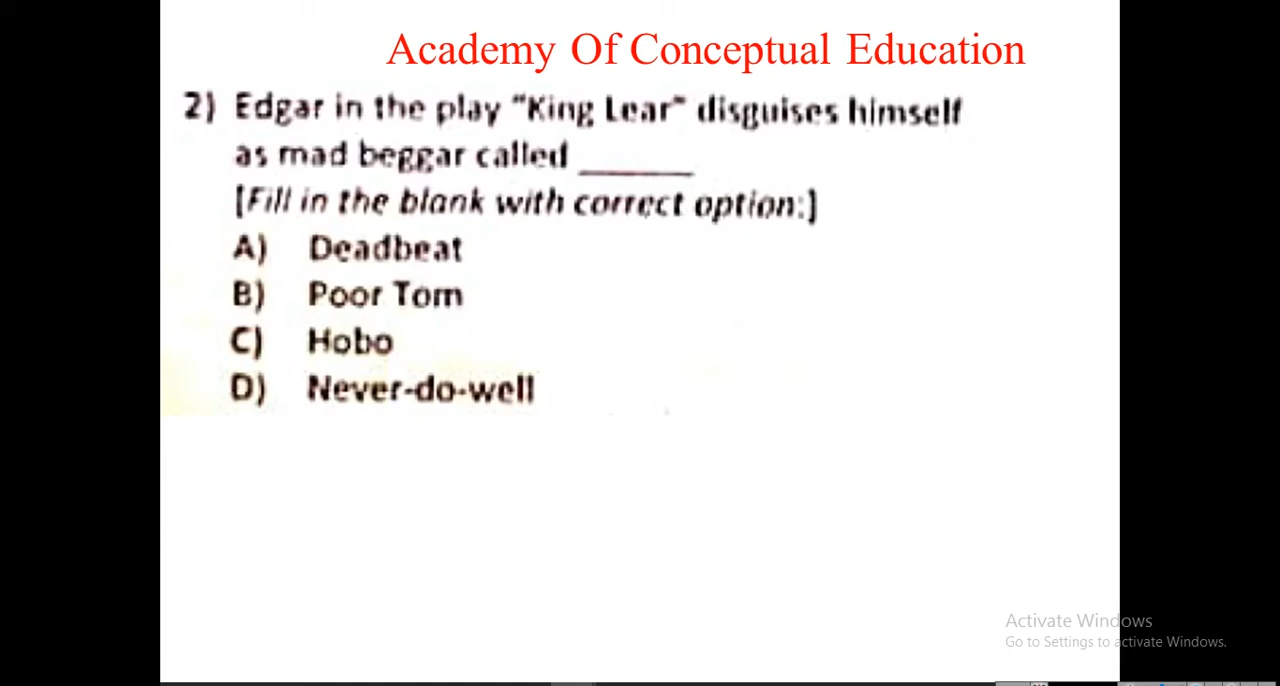 Academy Of Conceptual Education
2) Edgar in the play "King Lear" disguises himself
as mad beggar called ______
[Fill in the blank with correct option:]
A) Deadbeat
B) Poor Tom
C) Hobo
D) Never-do-well
Activate Windows
Go to Settings to activate Windows.